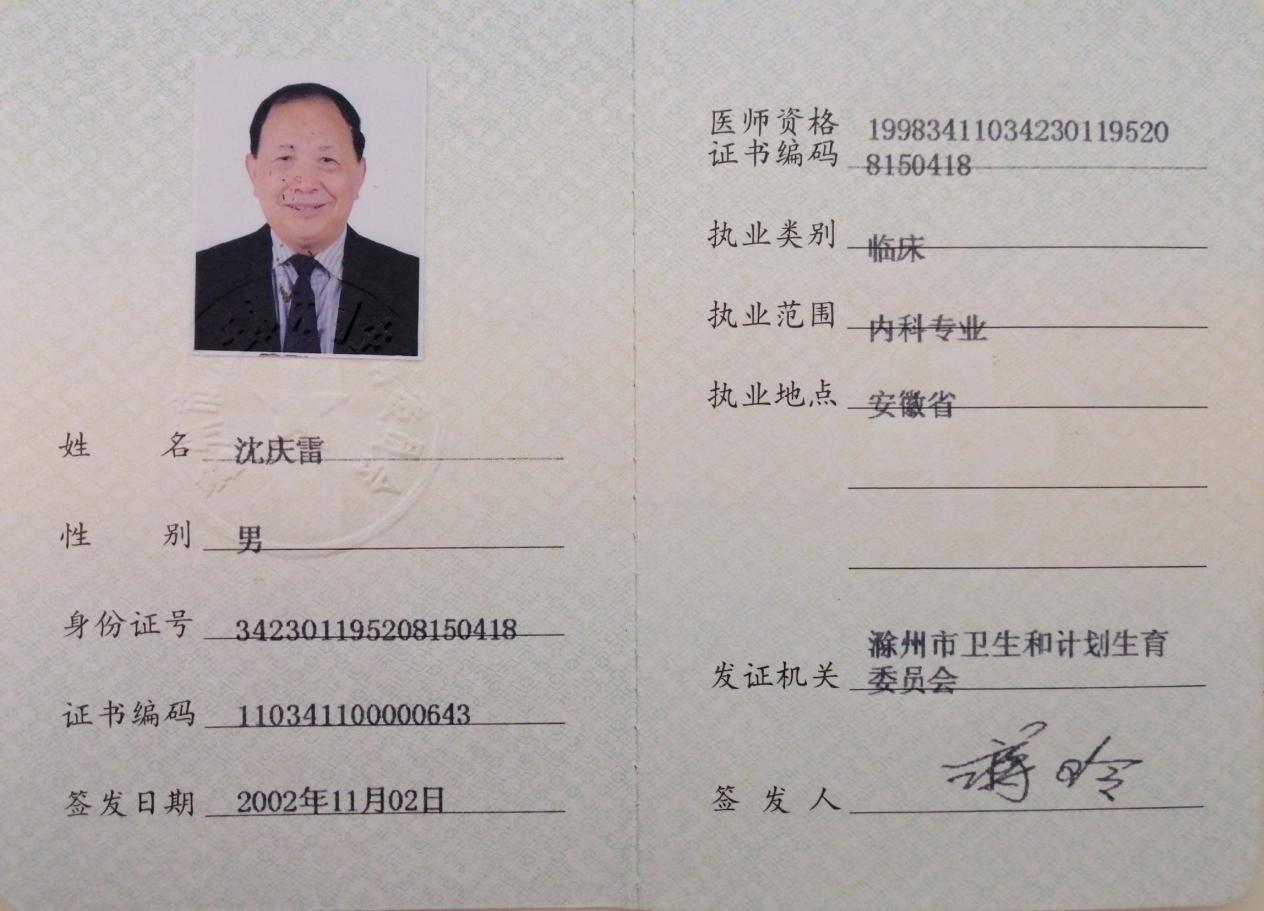 姓名 沈庆雷
性别 男
身份证号 342301195208150418
证书编码 110341100000643
签发日期 2002年11月02日
医师资格 19983411034230119520
证书编码 8150418
执业类别 临床
执业范围 内科专业
执业地点 安徽省
滁州市卫生和计划生育
发证机关 委员会
签发人